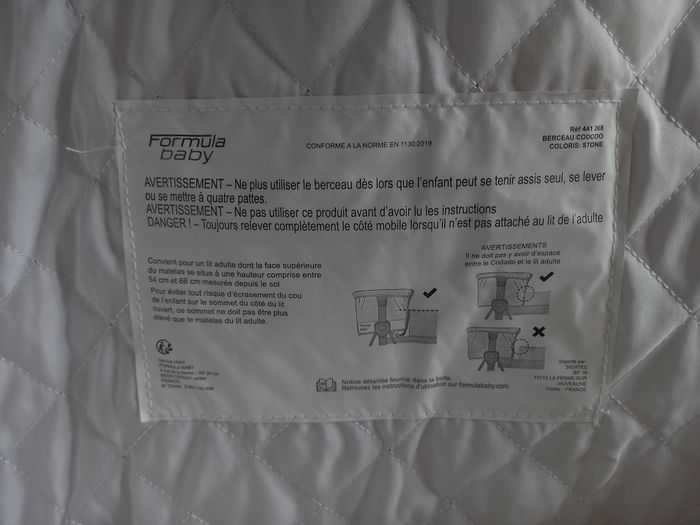 Formula
baby
CONFORME A LA NORME EN 1130:2019
Réf 441 268
BERCEAU CODODO
COLORIS: STONE
AVERTISSEMENT – Ne plus utiliser le berceau dès lors que l'enfant peut se tenir assis seul, se lever
ou se mettre à quatre pattes.
AVERTISSEMENT – Ne pas utiliser ce produit avant d'avoir lu les instructions
DANGER ! – Toujours relever complètement le côté mobile lorsqu'il n'est pas attaché au lit de l'adulte
Convient pour un lit adulte dont la face supérieure
du matelas se situe à une hauteur comprise entre
54 cm et 66 cm mesurée depuis le sol
Pour éviter tout risque d'écrasement du cou
de l'enfant sur le sommet du côté du lit
ouvert, ce sommet ne doit pas être plus
élevé que le matelas du lit adulte.
AVERTISSEMENTS
Il ne doit pas y avoir d'espace
entre le Cododo et le lit adulte
Service client
FORMULA BABY
FRANCE
Notice détaillée fournie dans la boîte.
Retrouvez les instructions d'utilisation sur formulababy.com
Importé par
SIGATEC
BP 16
13713 LA PENNE-SUR
HUVEAUNE
Cedex - FRANCE